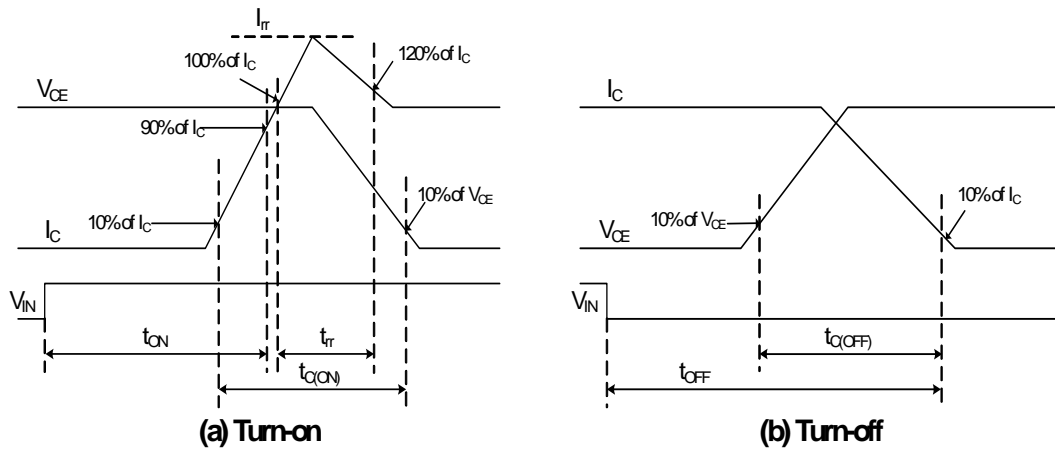 Irr
100% of IC
120% of IC
VCE
90% of IC
10% of IC
10% of VCE
IC
VIN
tON
trr
tC(ON)
(a) Turn-on
IC
10% of VCE
10% of IC
VCE
VIN
tC(OFF)
tOFF
(b) Turn-off